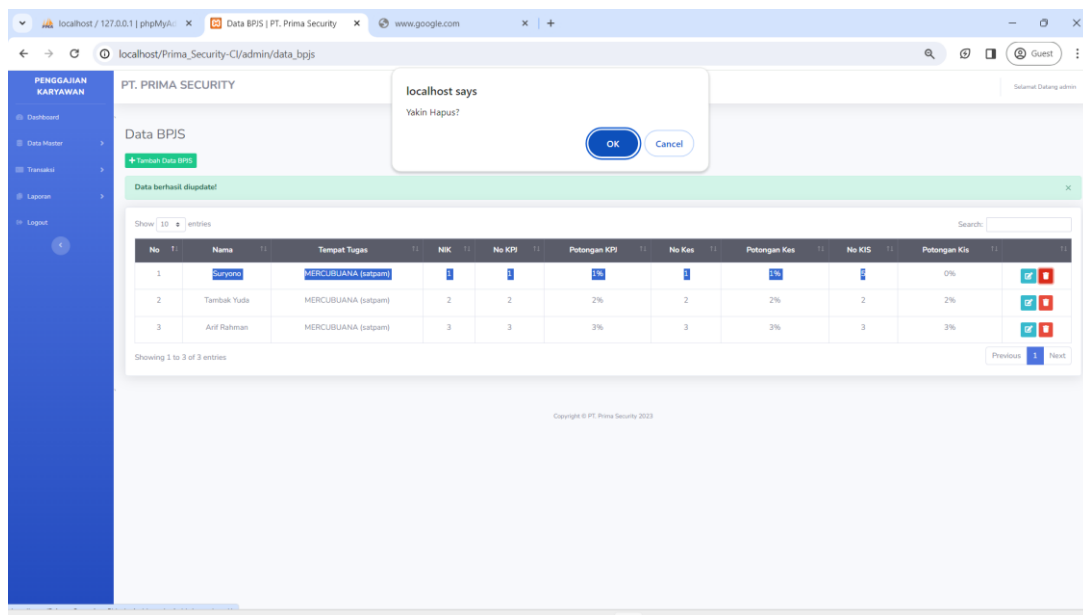 localhost / 127.0.0.1 | phpMyAd
Data BPJS | PT. Prima Security
www.google.com
localhost/Prima_Security-CI/admin/data_bpjs
Guest
PENGGAJIAN
KARYAWAN
PT. PRIMA SECURITY
Selamat Datang admin
localhost says
Yakin Hapus?
OK Cancel
Dashboard
Data Master
Transaksi
Laporan
Logout
Data BPJS
+ Tambah Data BPJS
Data berhasil diupdate!
Show 10 entries
Search:
No Nama Tempat Tugas NIK No KPJ Potongan KPJ No Kes Potongan Kes No KIS Potongan Kis
1 Suryono MERCUBUANA (satpam) 1 1 1% 1 1% 0%
2 Tambak Yuda MERCUBUANA (satpam) 2 2 2% 2 2% 2 2%
3 Arif Rahman MERCUBUANA (satpam) 3 3 3% 3 3% 3 3%
Showing 1 to 3 of 3 entries
Previous 1 Next
Copyright © PT. Prima Security 2023